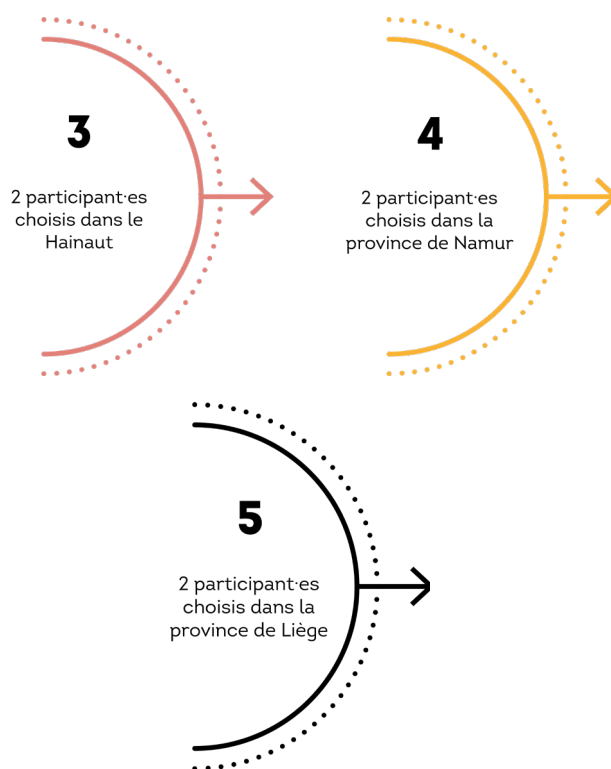 3
2 participant·es
choisis dans le
Hainaut
4
2 participant·es
choisis dans la
province de Namur
5
2 participant·es
choisis dans la
province de Liège